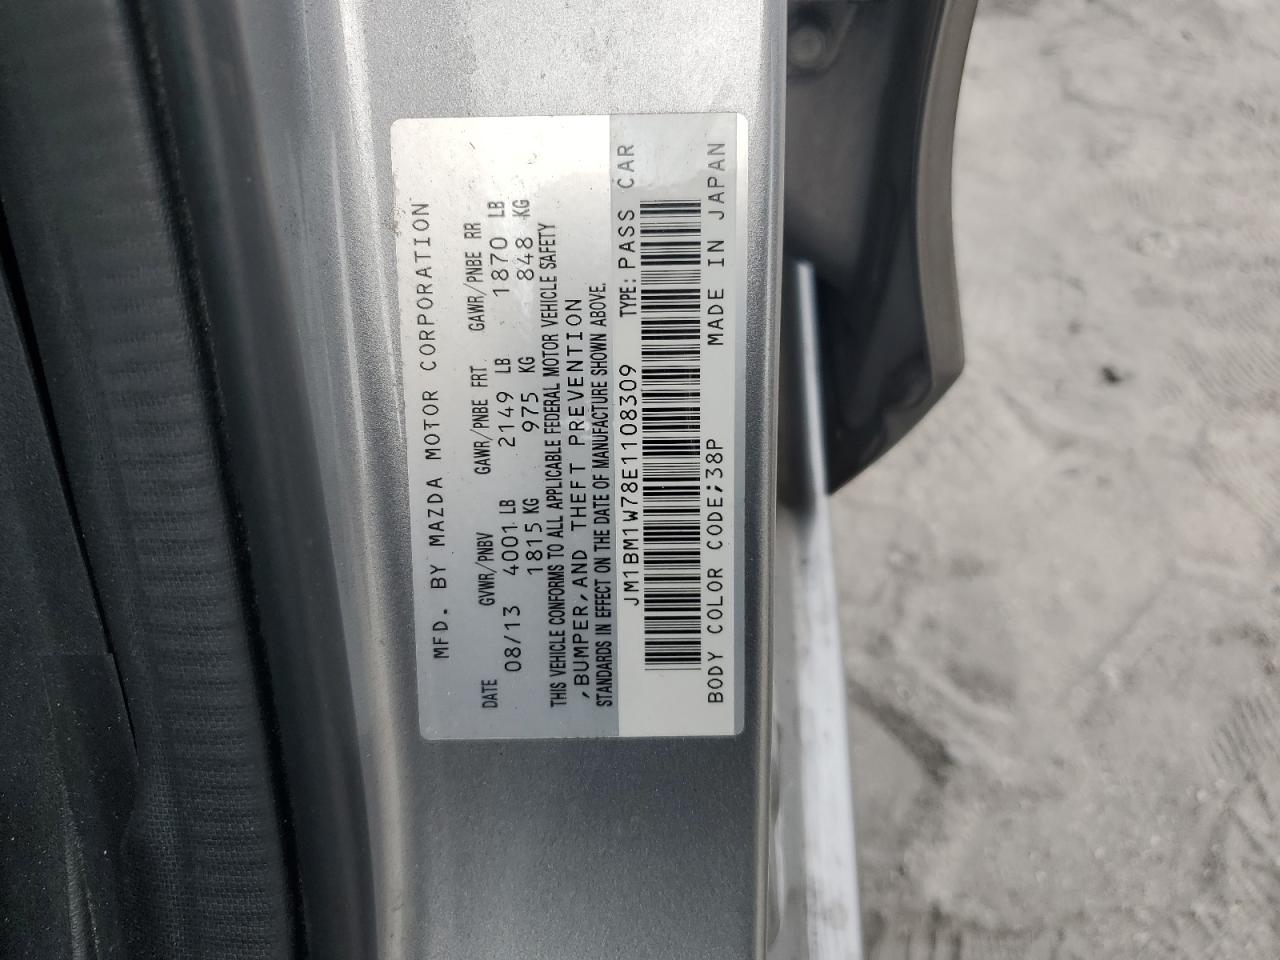 MFD. BY MAZDA MOTOR CORPORATION
DATE GVWR/PNBV GAWR/PNBE FRT GAWR/PNBE RR
08/13 4001 LB 2149 LB 1870 LB
1815 KG 975 KG 848 KG
THIS VEHICLE CONFORMS TO ALL APPLICABLE FEDERAL MOTOR VEHICLE SAFETY
,BUMPER,AND THEFT PREVENTION
STANDARDS IN EFFECT ON THE DATE OF MANUFACTURE SHOWN ABOVE.
JM1BM1W78E1108309 TYPE: PASS CAR
BODY COLOR CODE;38P MADE IN JAPAN